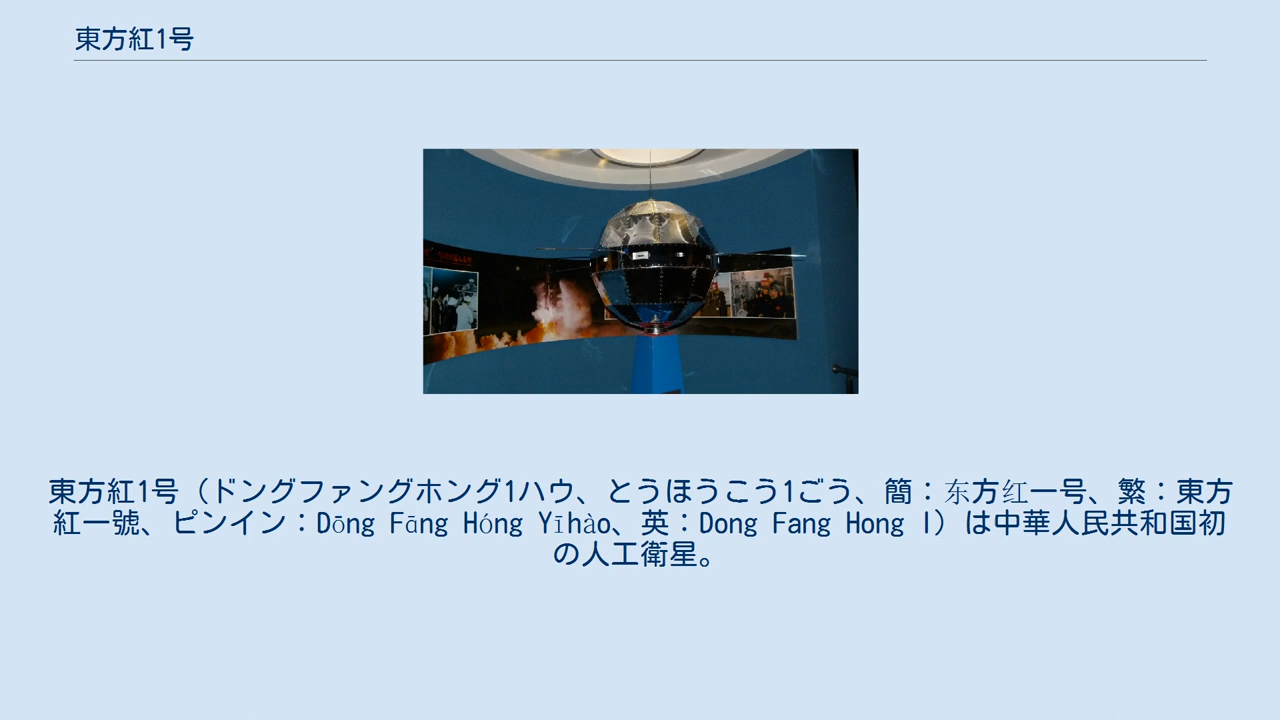 東方紅1号
東方紅1号（ドングファングホング1ハウ、とうほうこう1ごう、簡：东方红一号、繁：東方
紅一號、ピンイン：Dōng Fāng Hóng Yīhào、英：Dong Fang Hong I）は中華人民共和国初
の人工衛星。